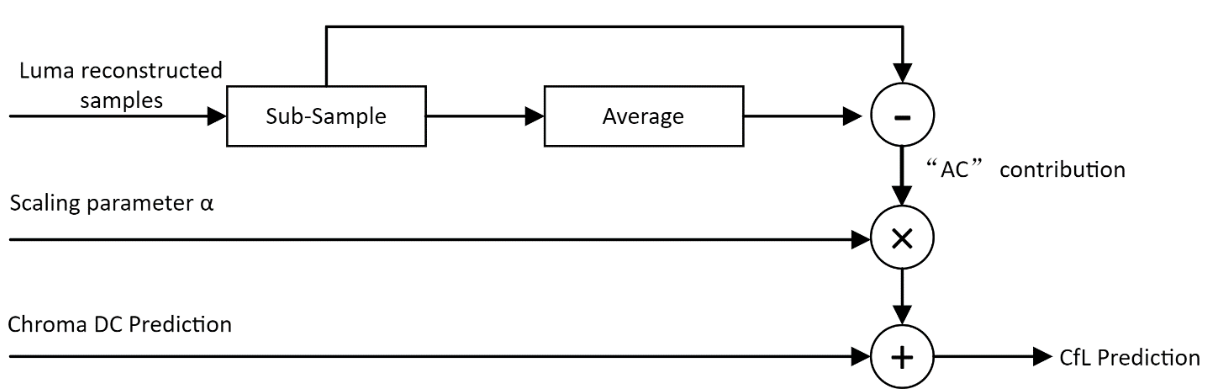 Luma reconstructed
samples
Sub-Sample
Average
-
“AC” contribution
Scaling parameter α
×
Chroma DC Prediction
+
CfL Prediction